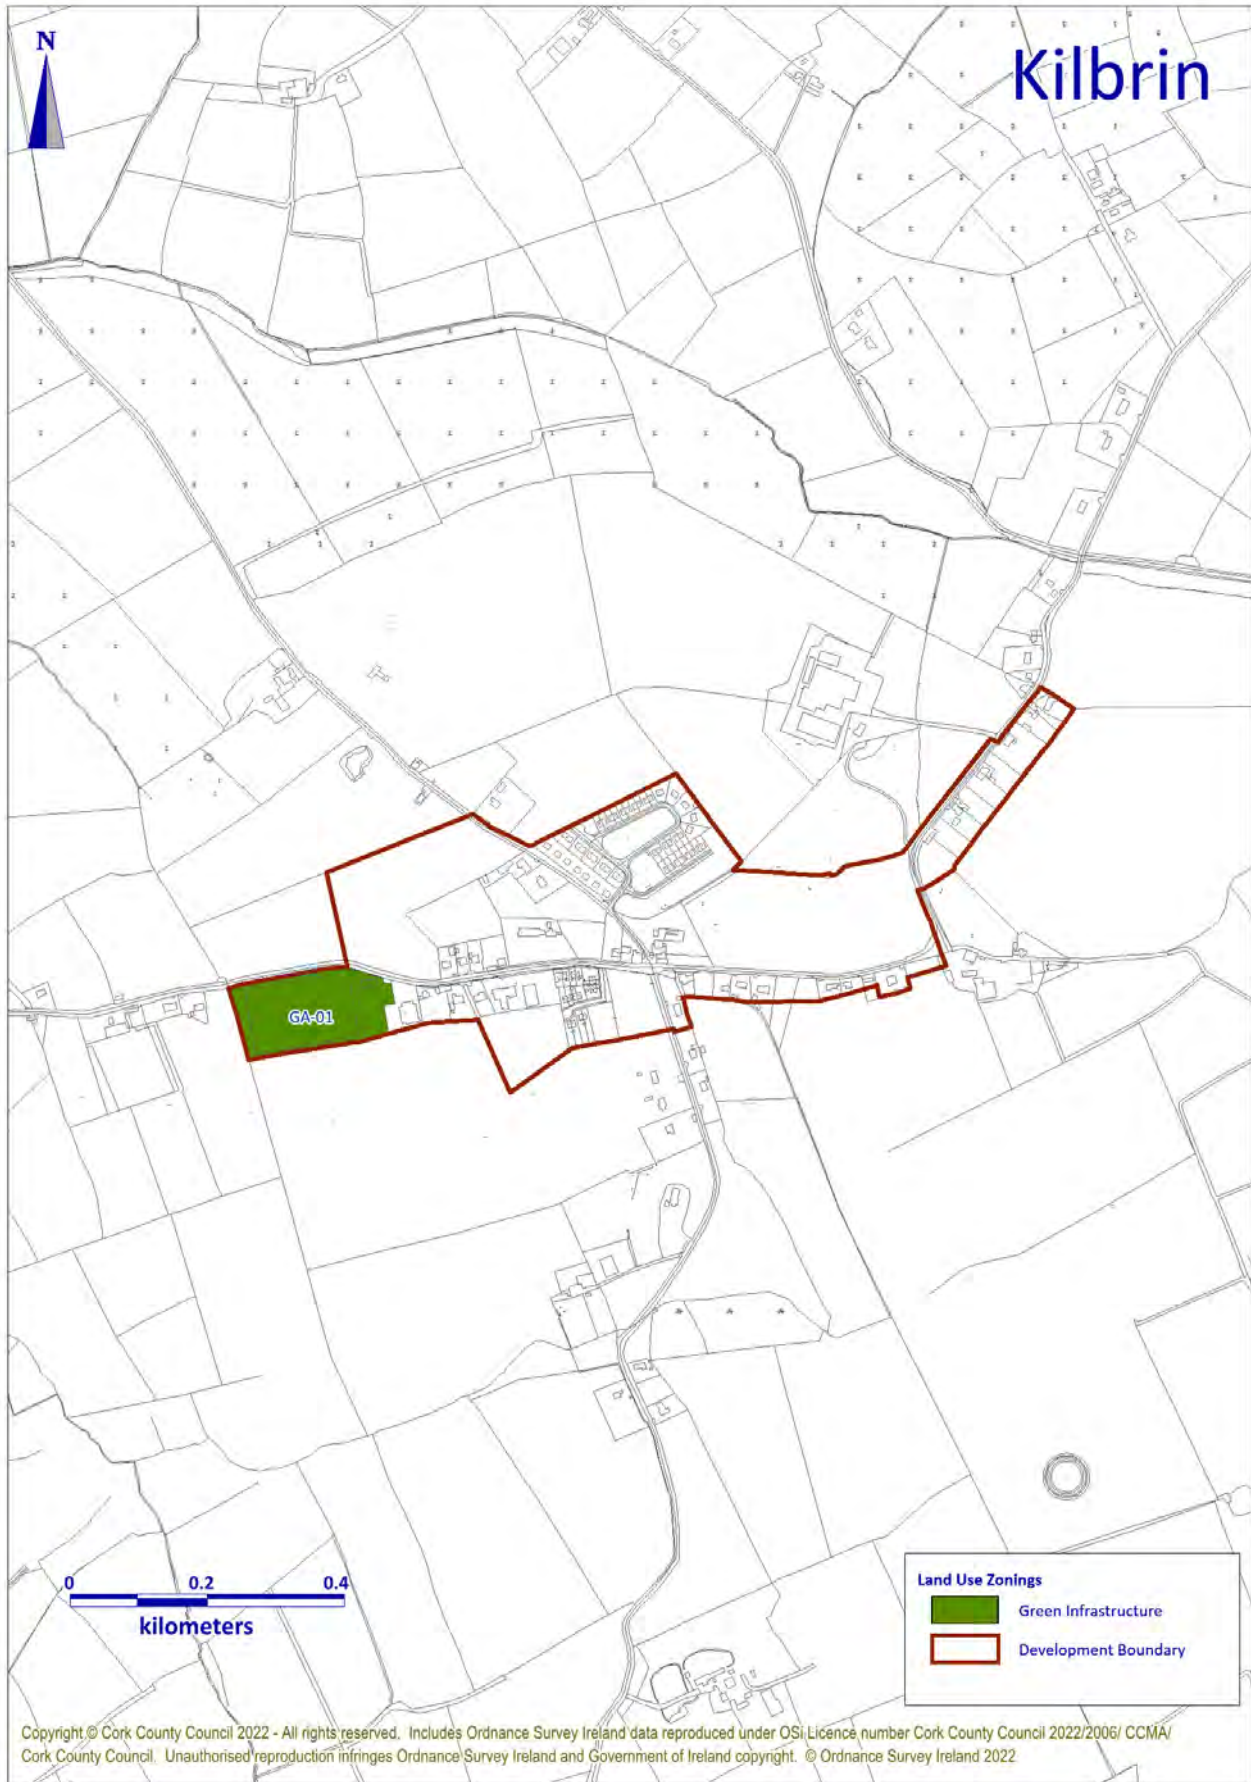 N
Kilbrin
GA-01
0 0.2 0.4
kilometers
Land Use Zonings
Green Infrastructure
Development Boundary
Copyright © Cork County Council 2022 - All rights reserved. Includes Ordnance Survey Ireland data reproduced under OSi Licence number Cork County Council 2022/2006/ CCMA/
Cork County Council. Unauthorised reproduction infringes Ordnance Survey Ireland and Government of Ireland copyright. © Ordnance Survey Ireland 2022